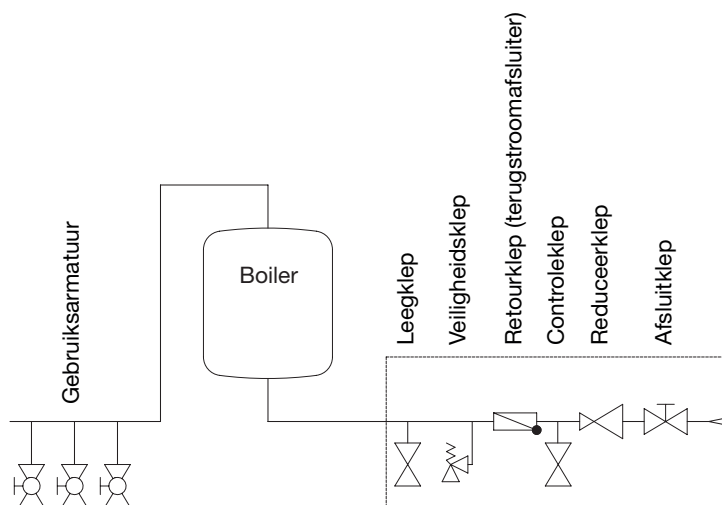 Gebruiksarmatuur
Boiler
Leegklep
Veiligheidsklep
Retourklep (terugstroomafsluiter)
Controleklep
Reduceerklep
Afsluitklep